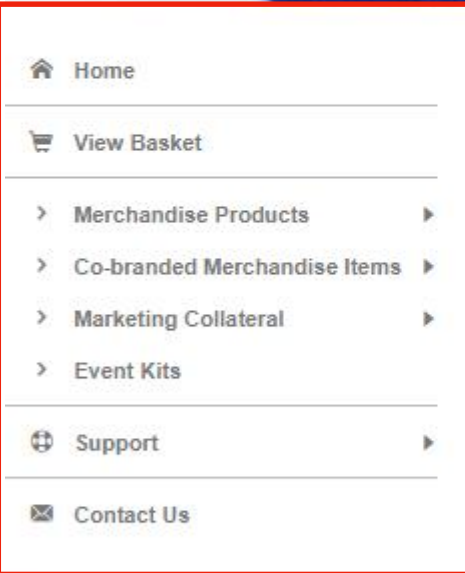 Home
View Basket
Merchandise Products
Co-branded Merchandise Items
Marketing Collateral
Event Kits
Support
Contact Us